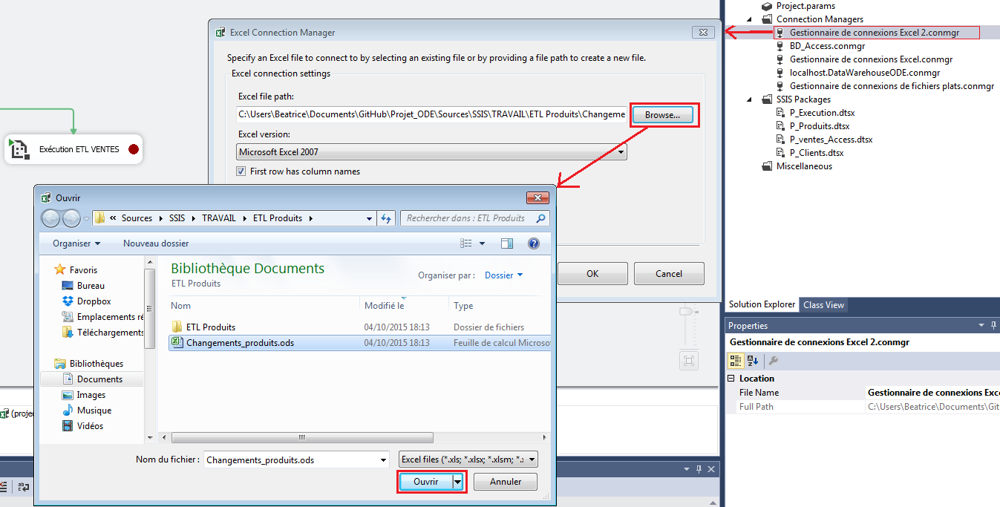 Project.params
Connection Managers
Gestionnaire de connexions Excel 2.conmgr
BD_Access.conmgr
Gestionnaire de connexions Excel.conmgr
localhost.DataWarehouseODE.conmgr
Gestionnaire de connexions de fichiers plats.conmgr
SSIS Packages
P_Execution.dtsx
P_Produits.dtsx
P_ventes_Access.dtsx
P_Clients.dtsx
Miscellaneous
Excel Connection Manager
Specify an Excel file to connect to by selecting an existing file or by providing a file path to create a new file.
Excel connection settings
Excel file path:
C:\Users\Beatrice\Documents\GitHub\Projet_ODE\Sources\SSIS\TRAVAIL\ETL Produits\Changeme
Browse...
Excel version:
Microsoft Excel 2007
First row has column names
OK
Cancel
Exécution ETL VENTES
Ouvrir
« Sources SSIS TRAVAIL ETL Produits
Rechercher dans : ETL Produits
Organiser
Nouveau dossier
Favoris
Bureau
Dropbox
Emplacements ré
Téléchargements
Bibliothèques
Documents
Images
Musique
Vidéos
Bibliothèque Documents
ETL Produits
Organiser par : Dossier
Nom Modifié le Type
ETL Produits 04/10/2015 18:13 Dossier de fichiers
Changements_produits.ods 04/10/2015 18:13 Feuille de calcul Microso
Nom du fichier : Changements_produits.ods
Excel files (*.xls; *.xlsx; *.xlsm; *.
Ouvrir
Annuler
(projec
Solution Explorer Class View
Properties
Gestionnaire de connexions Excel 2.conmgr
Location
File Name Gestionnaire de connexions Exce
Full Path C:\Users\Beatrice\Documents\Git